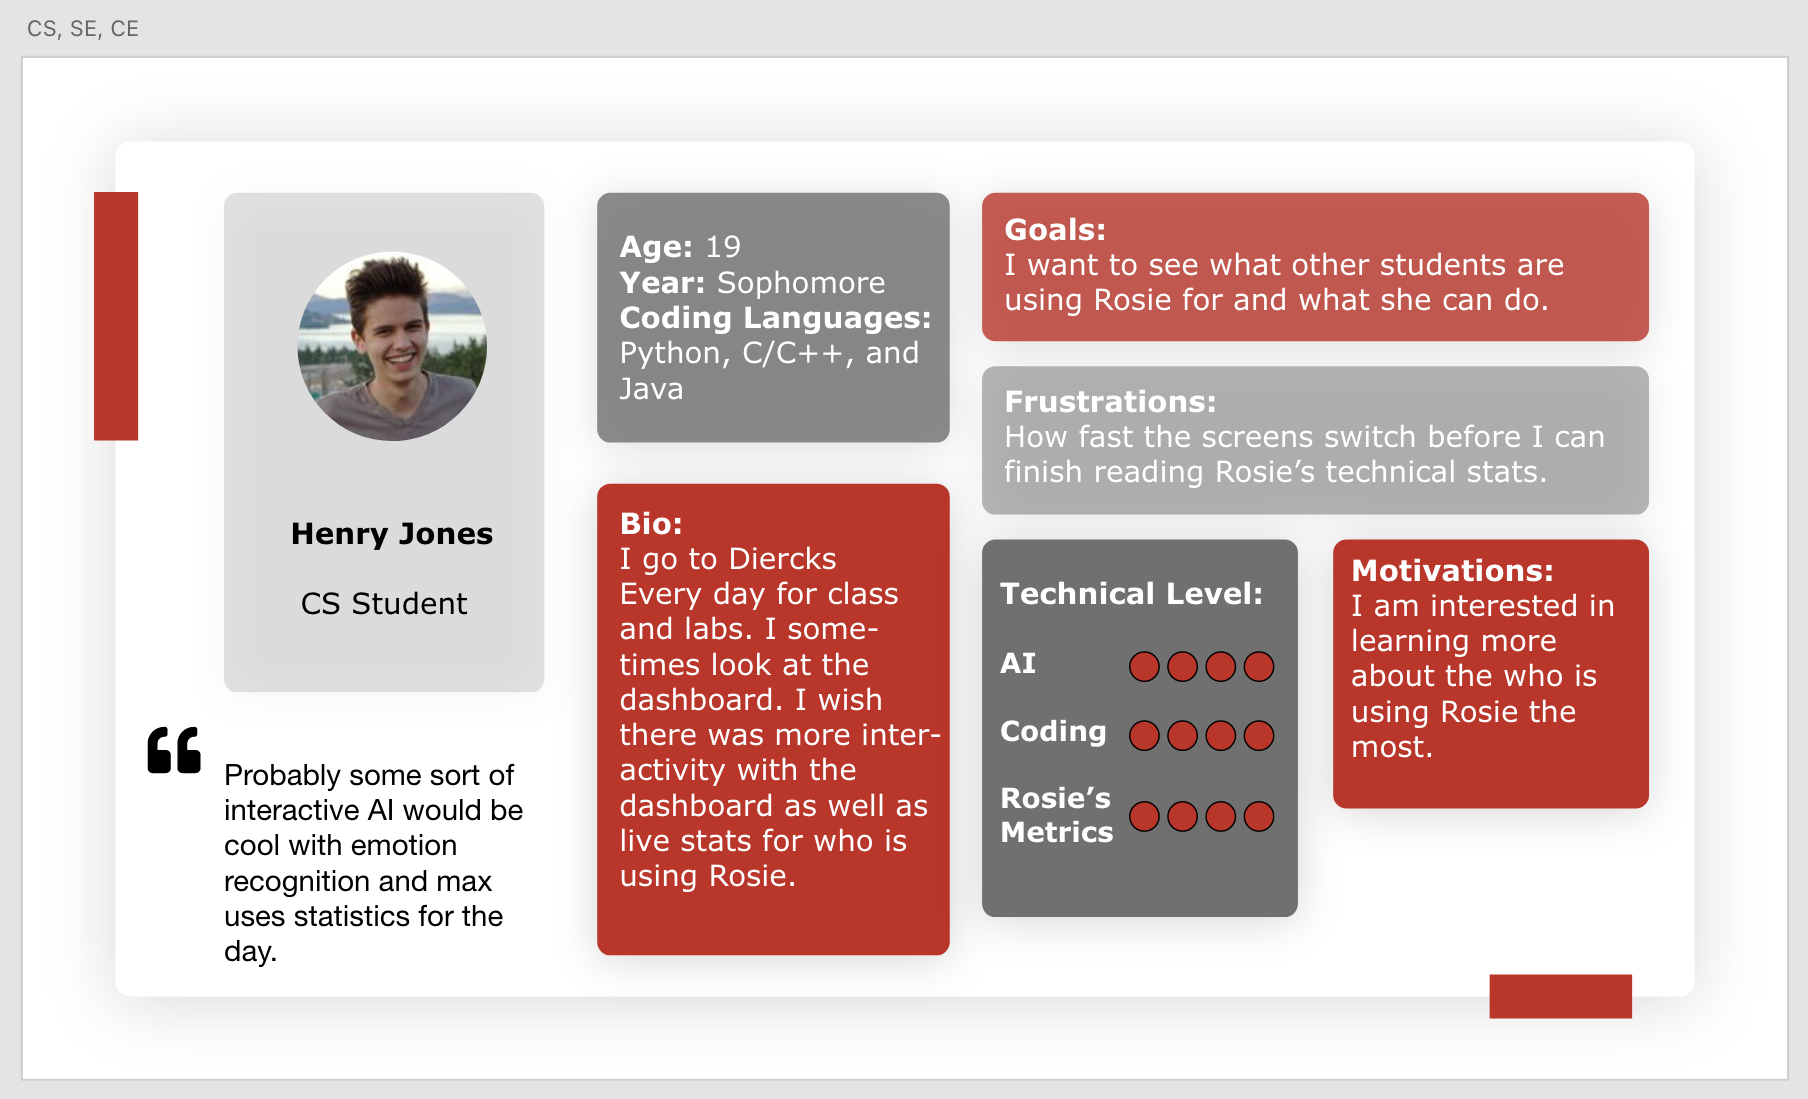 CS, SE, CE
Henry Jones
CS Student
Probably some sort of
interactive AI would be
cool with emotion
recognition and max
uses statistics for the
day.
Age: 19
Year: Sophomore
Coding Languages:
Python, C/C++, and
Java
Bio:
I go to Diercks
Every day for class
and labs. I some-
times look at the
dashboard. I wish
there was more inter-
activity with the
dashboard as well as
live stats for who is
using Rosie.
Goals:
I want to see what other students are
using Rosie for and what she can do.
Frustrations:
How fast the screens switch before I can
finish reading Rosie’s technical stats.
Technical Level:
AI
Coding
Rosie’s
Metrics
Motivations:
I am interested in
learning more
about the who is
using Rosie the
most.